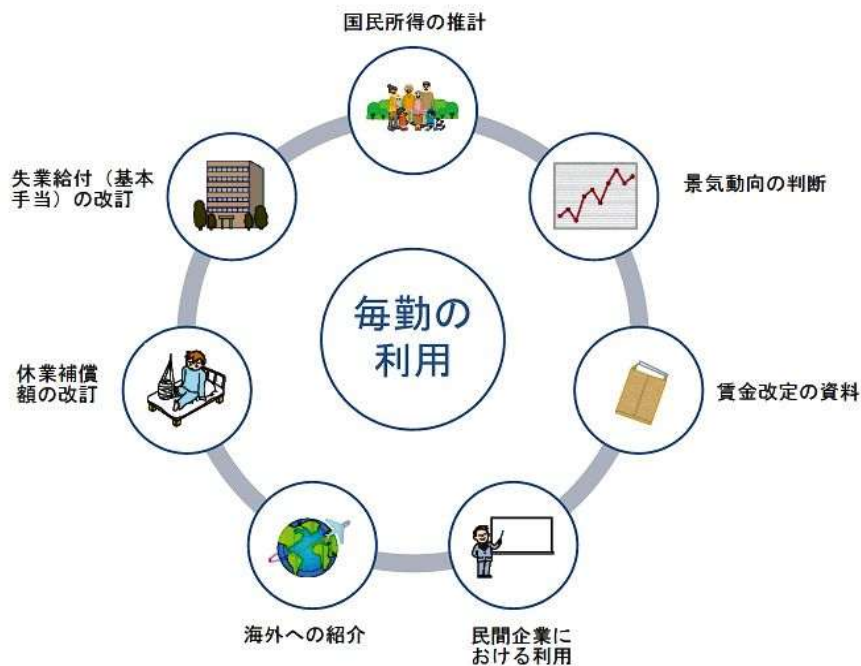 国民所得の推計
景気動向の判断
賃金改定の資料
民間企業に
おける利用
海外への紹介
休業補償
額の改訂
失業給付（基本
手当）の改訂
毎勤の
利用